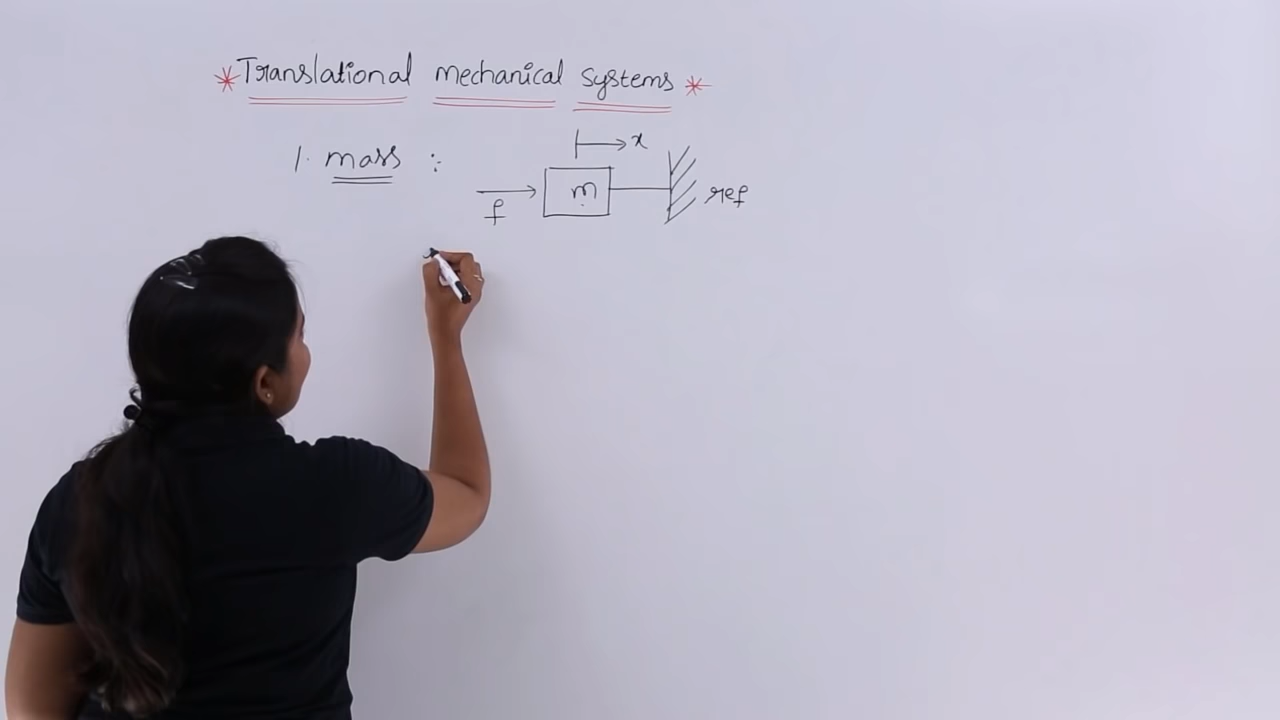 * Translational mechanical systems *
1. mass :
x
f
m
ref